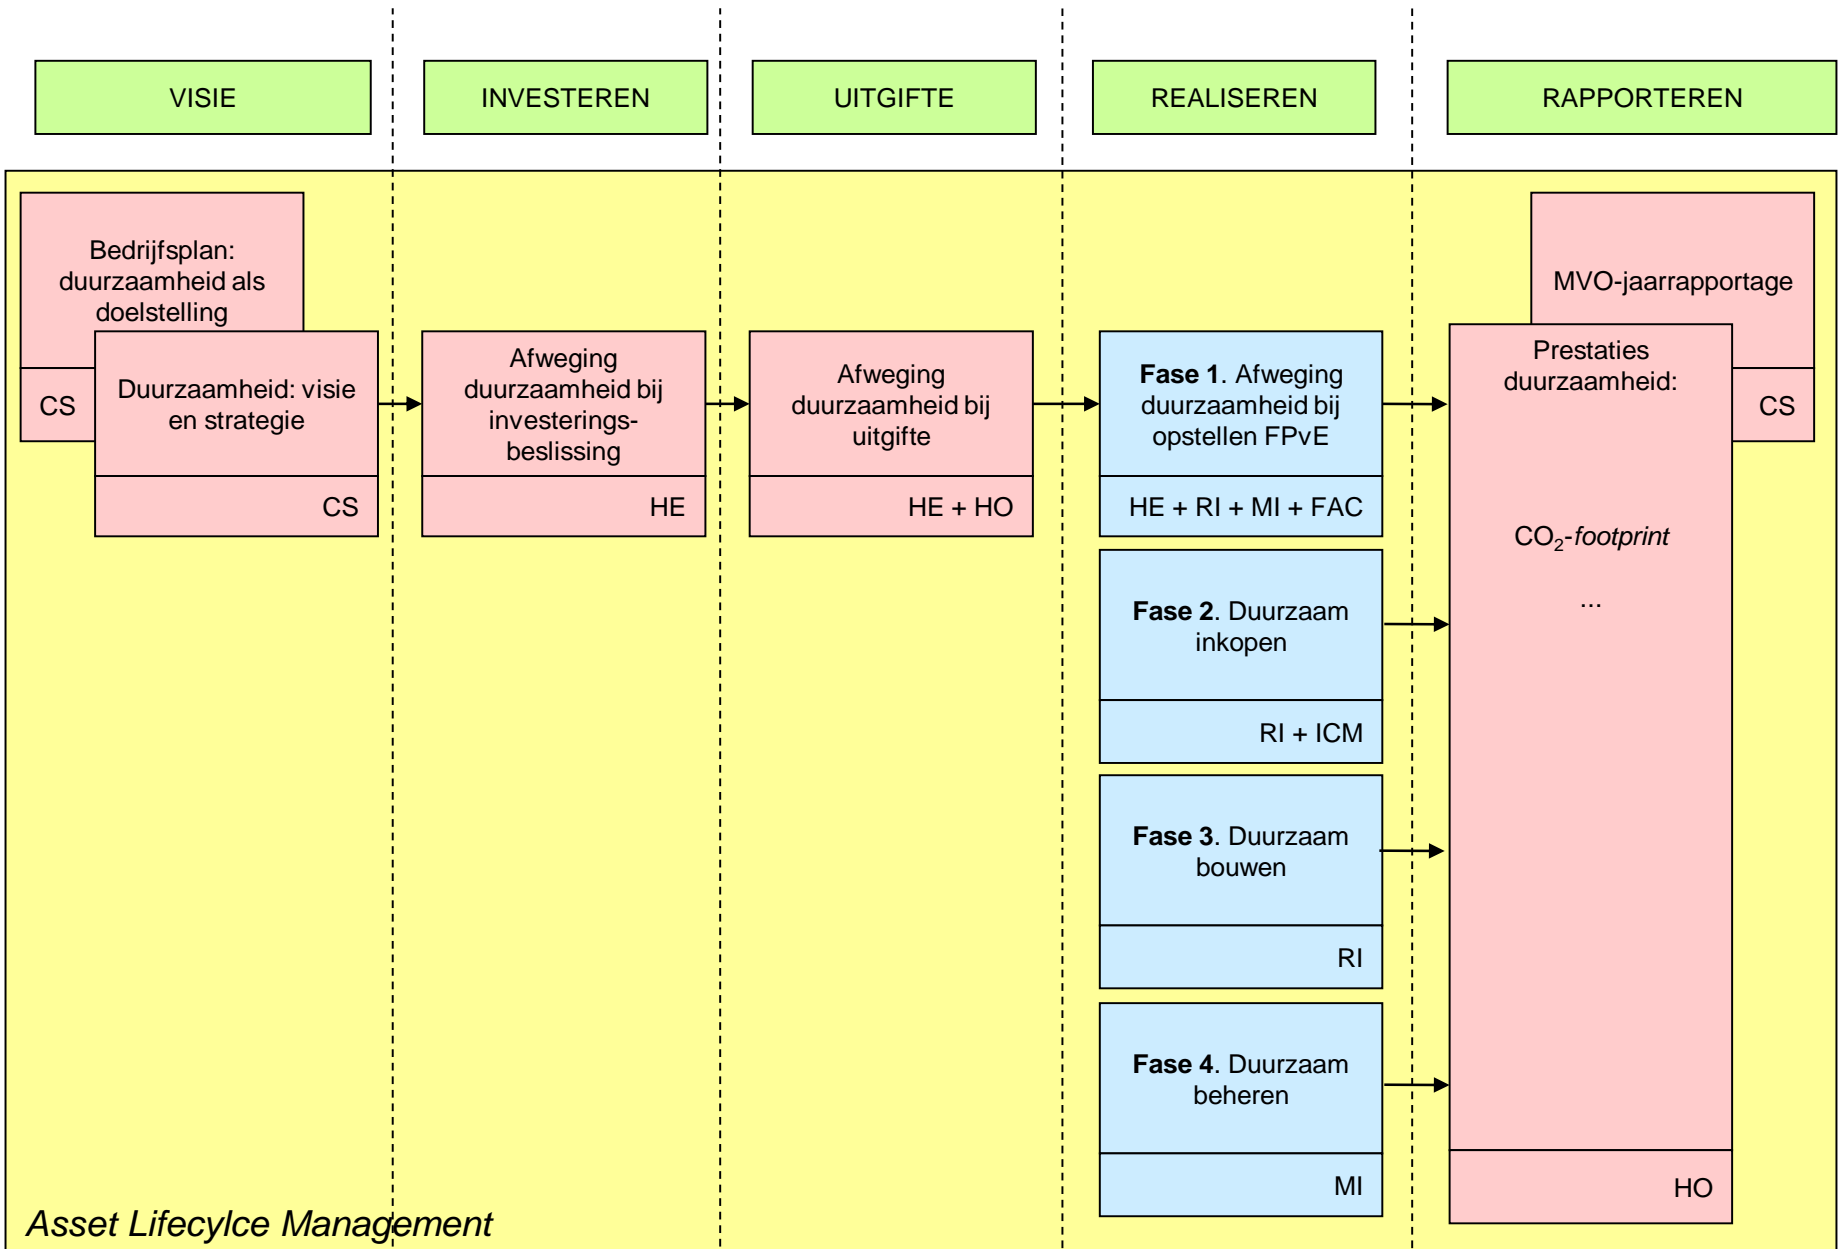 VISIE
INVESTEREN
UITGIFTE
REALISEREN
RAPPORTEREN
Bedrijfsplan:
duurzaamheid als
doelstelling
CS
Duurzaamheid: visie
en strategie
CS
Afweging
duurzaamheid bij
investerings-
beslissing
HE
Afweging
duurzaamheid bij
uitgifte
HE + HO
Fase 1. Afweging
duurzaamheid bij
opstellen FPvE
HE + RI + MI + FAC
Fase 2. Duurzaam
inkopen
RI + ICM
Fase 3. Duurzaam
bouwen
RI
Fase 4. Duurzaam
beheren
MI
MVO-jaarrapportage
CS
Prestaties
duurzaamheid:
CO₂-footprint
...
HO
Asset Lifecylce Management